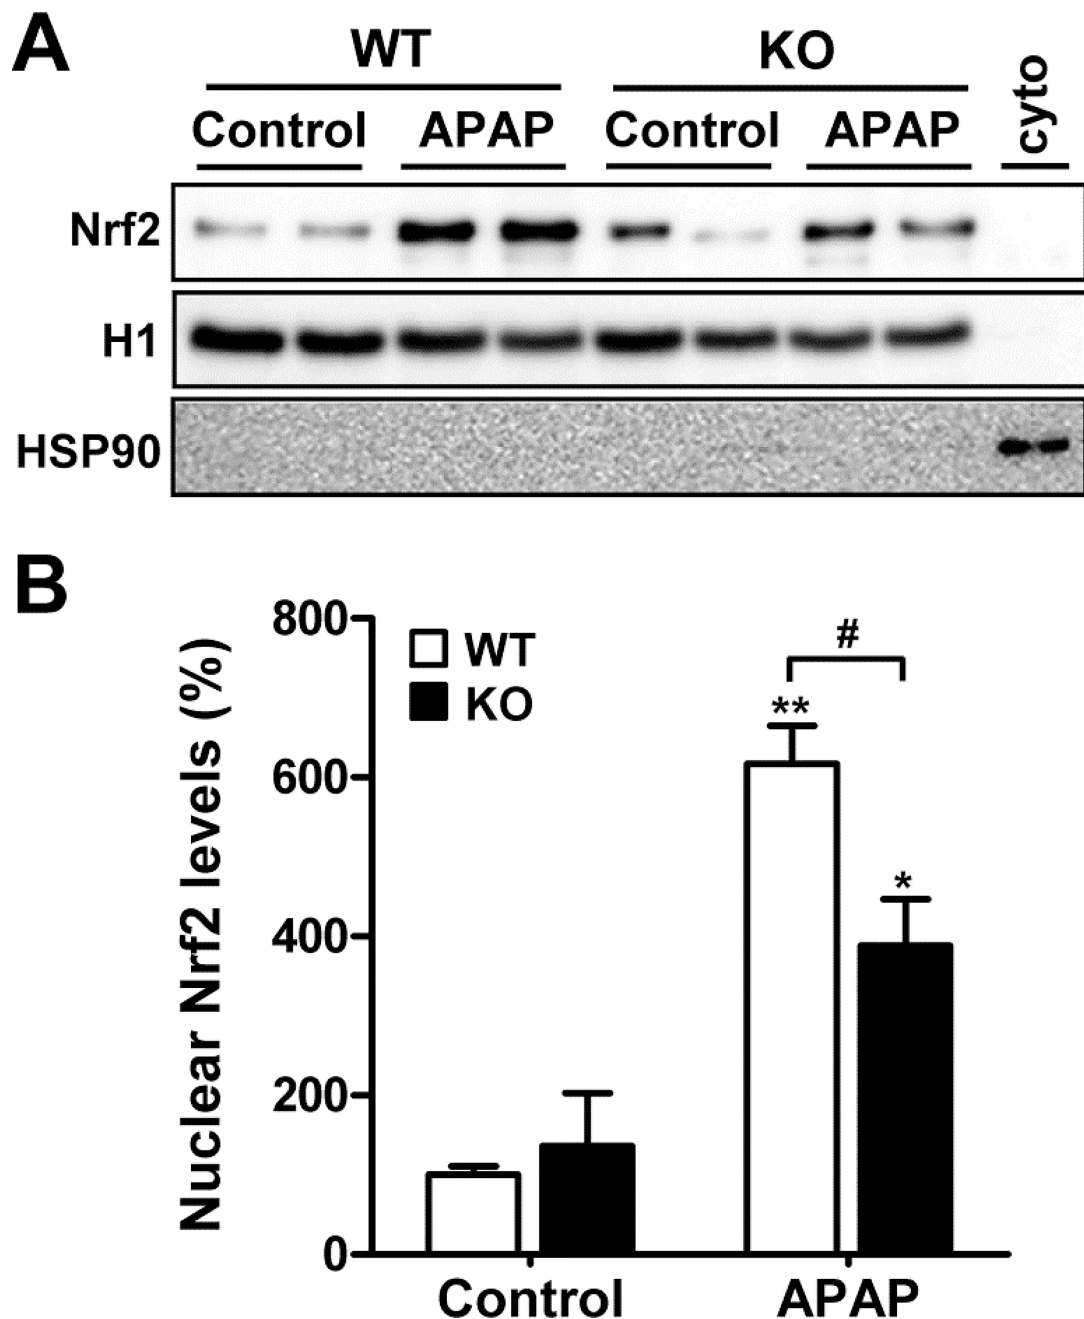 A
WT KO
Control APAP Control APAP cyto
Nrf2
H1
HSP90
B
Nuclear Nrf2 levels (%)
800
600
400
200
0
WT
KO
#
**
*
Control APAP